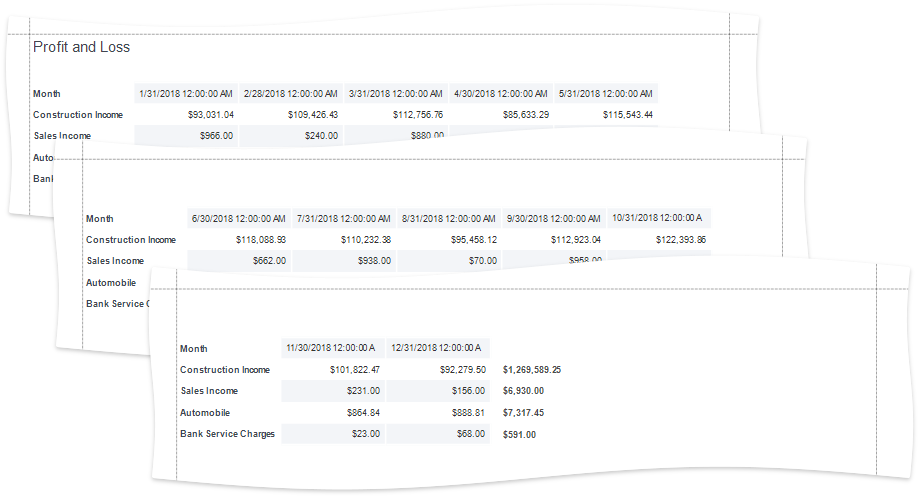 Profit and Loss
Month 1/31/2018 12:00:00 AM 2/28/2018 12:00:00 AM 3/31/2018 12:00:00 AM 4/30/2018 12:00:00 AM 5/31/2018 12:00:00 AM
Construction Income $93,031.04 $109,426.43 $112,756.76 $85,633.29 $115,543.44
Sales Income $966.00 $240.00 $880.00
Auto
Bank
Month 6/30/2018 12:00:00 AM 7/31/2018 12:00:00 AM 8/31/2018 12:00:00 AM 9/30/2018 12:00:00 AM 10/31/2018 12:00:00 A
Construction Income $118,088.93 $110,232.38 $95,458.12 $112,923.04 $122,393.86
Sales Income $662.00 $938.00 $70.00 $958.00
Automobile
Bank Service C
Month 11/30/2018 12:00:00 A 12/31/2018 12:00:00 A
Construction Income $101,822.47 $92,279.50 $1,269,589.25
Sales Income $231.00 $156.00 $6,930.00
Automobile $864.84 $888.81 $7,317.45
Bank Service Charges $23.00 $68.00 $591.00